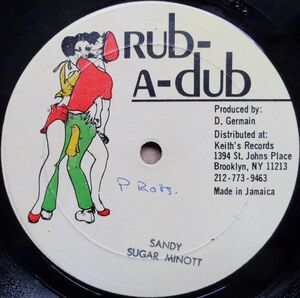 RUB-
A-dub
Produced by:
D. Germain
Distributed at:
Keith's Records
1394 St. Johns Place
Brooklyn, NY 11213
212-773-9463
Made in Jamaica
SANDY
SUGAR MINOTT